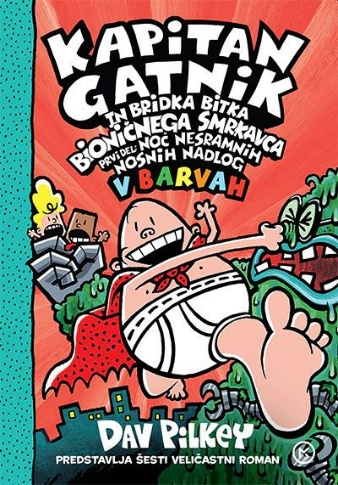 KAPITAN
GATNIK
IN BRIDKA BITKA
BIONIČNEGA SMRKAVCA
PRVI DEL: NOČ NESRAMNIH
NOSNIH NADLOG
V BARVAH
DAV PILKEY
PREDSTAVLJA ŠESTI VELIČASTNI ROMAN